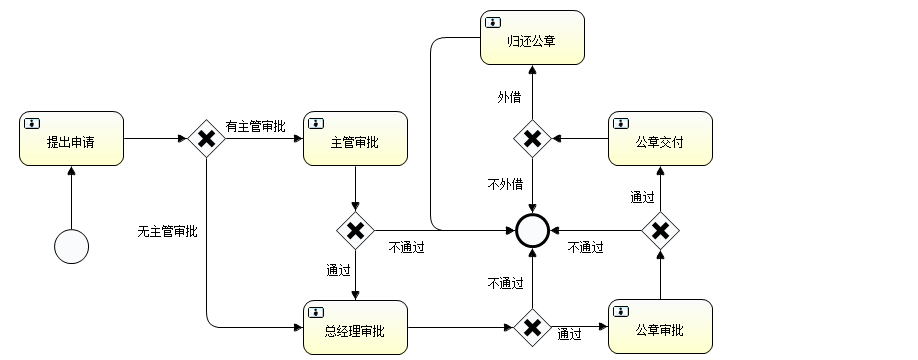 归还公章
外借
提出申请
有主管审批
主管审批
公章交付
不外借
通过
无主管审批
不通过
不通过
通过
不通过
总经理审批
通过
公章审批